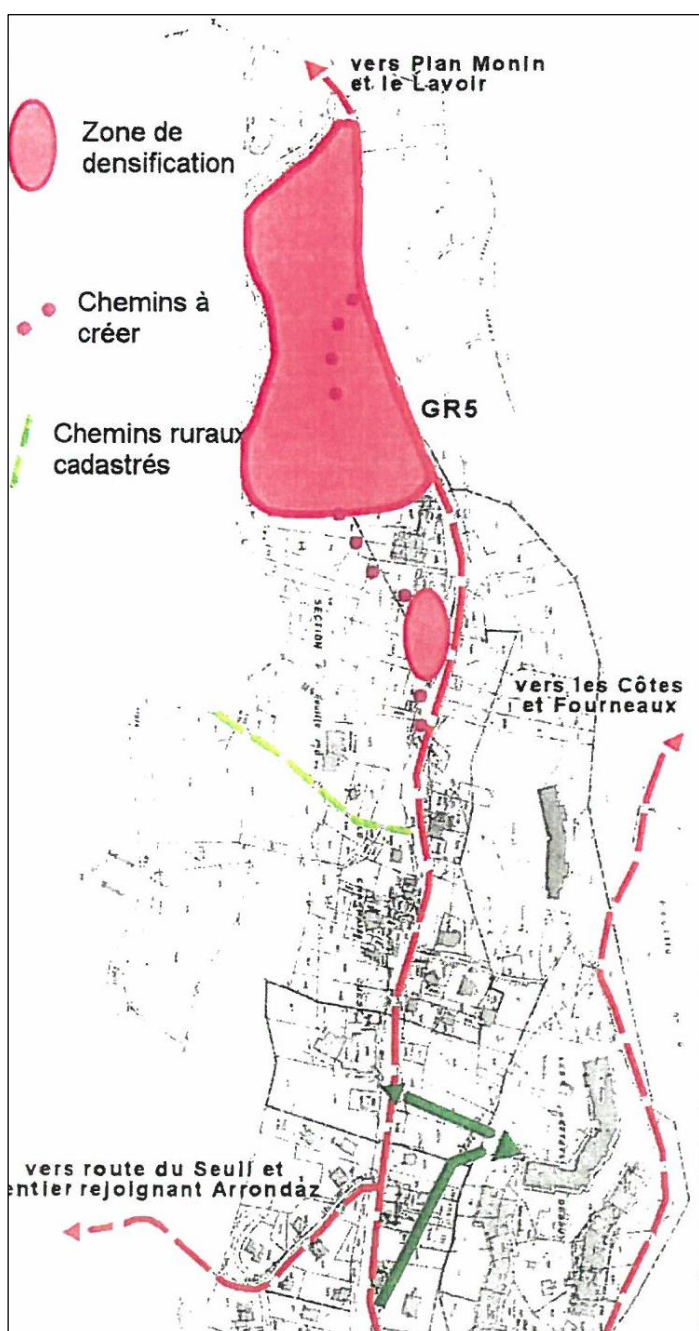 vers Plan Monin
et le Lavoir
Zone de
densification
Chemins à
créer
GR5
Chemins ruraux
cadastrés
SECTION
vers les Côtes
et Fourneaux
vers route du Seuil et
entier rejoignant Arrondaz